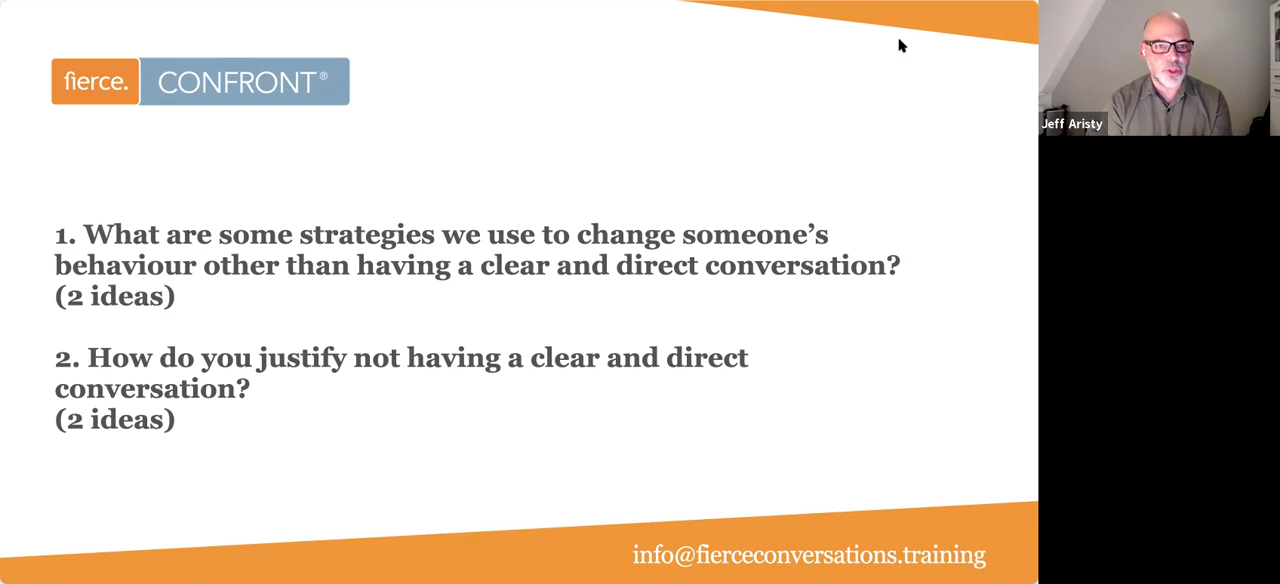 fierce. CONFRONT®
Jeff Aristy
1. What are some strategies we use to change someone’s
behaviour other than having a clear and direct conversation?
(2 ideas)
2. How do you justify not having a clear and direct
conversation?
(2 ideas)
info@fierceconversations.training